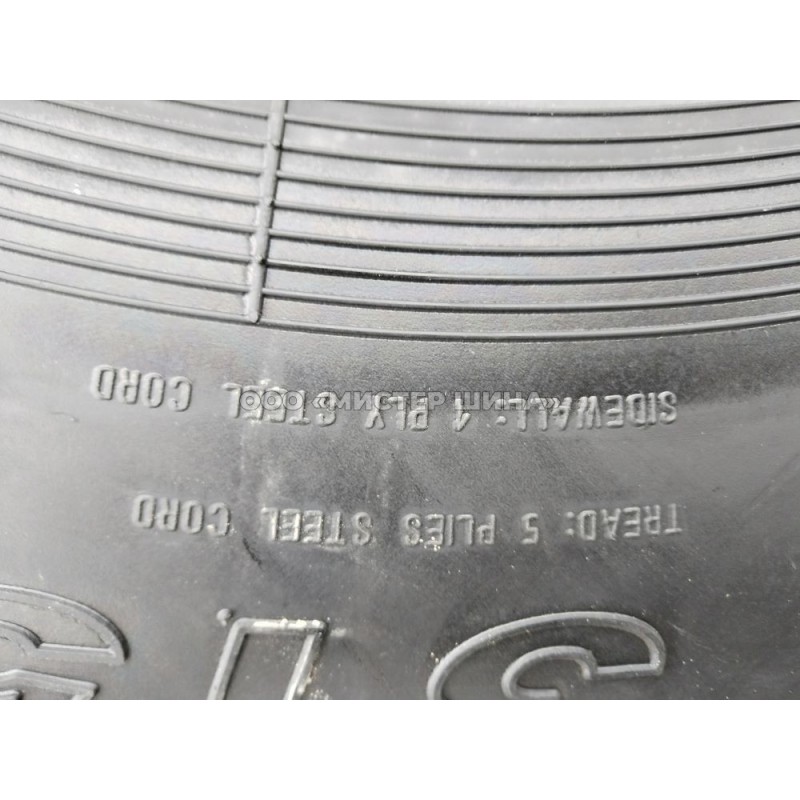 TREAD: 5 PLIES STEEL CORD
SIDEWALL: 1 PLY STEEL CORD
ООО «МИСТЕР ШИНА»